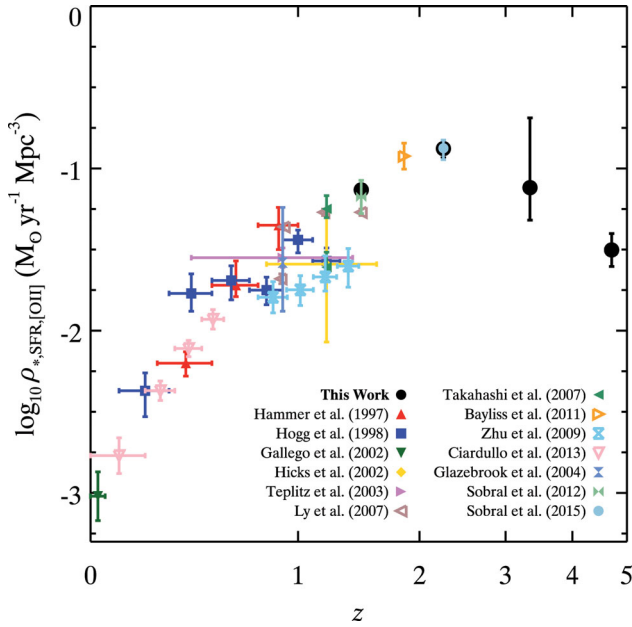 0
-1
-2
-3
log₁₀ρ*,SFR,[OII] (M⊙ yr⁻¹ Mpc⁻³)
This Work
Hammer et al. (1997)
Hogg et al. (1998)
Gallego et al. (2002)
Hicks et al. (2002)
Teplitz et al. (2003)
Ly et al. (2007)
Takahashi et al. (2007)
Bayliss et al. (2011)
Zhu et al. (2009)
Ciardullo et al. (2013)
Glazebrook et al. (2004)
Sobral et al. (2012)
Sobral et al. (2015)
0 1 2 3 4 5
z